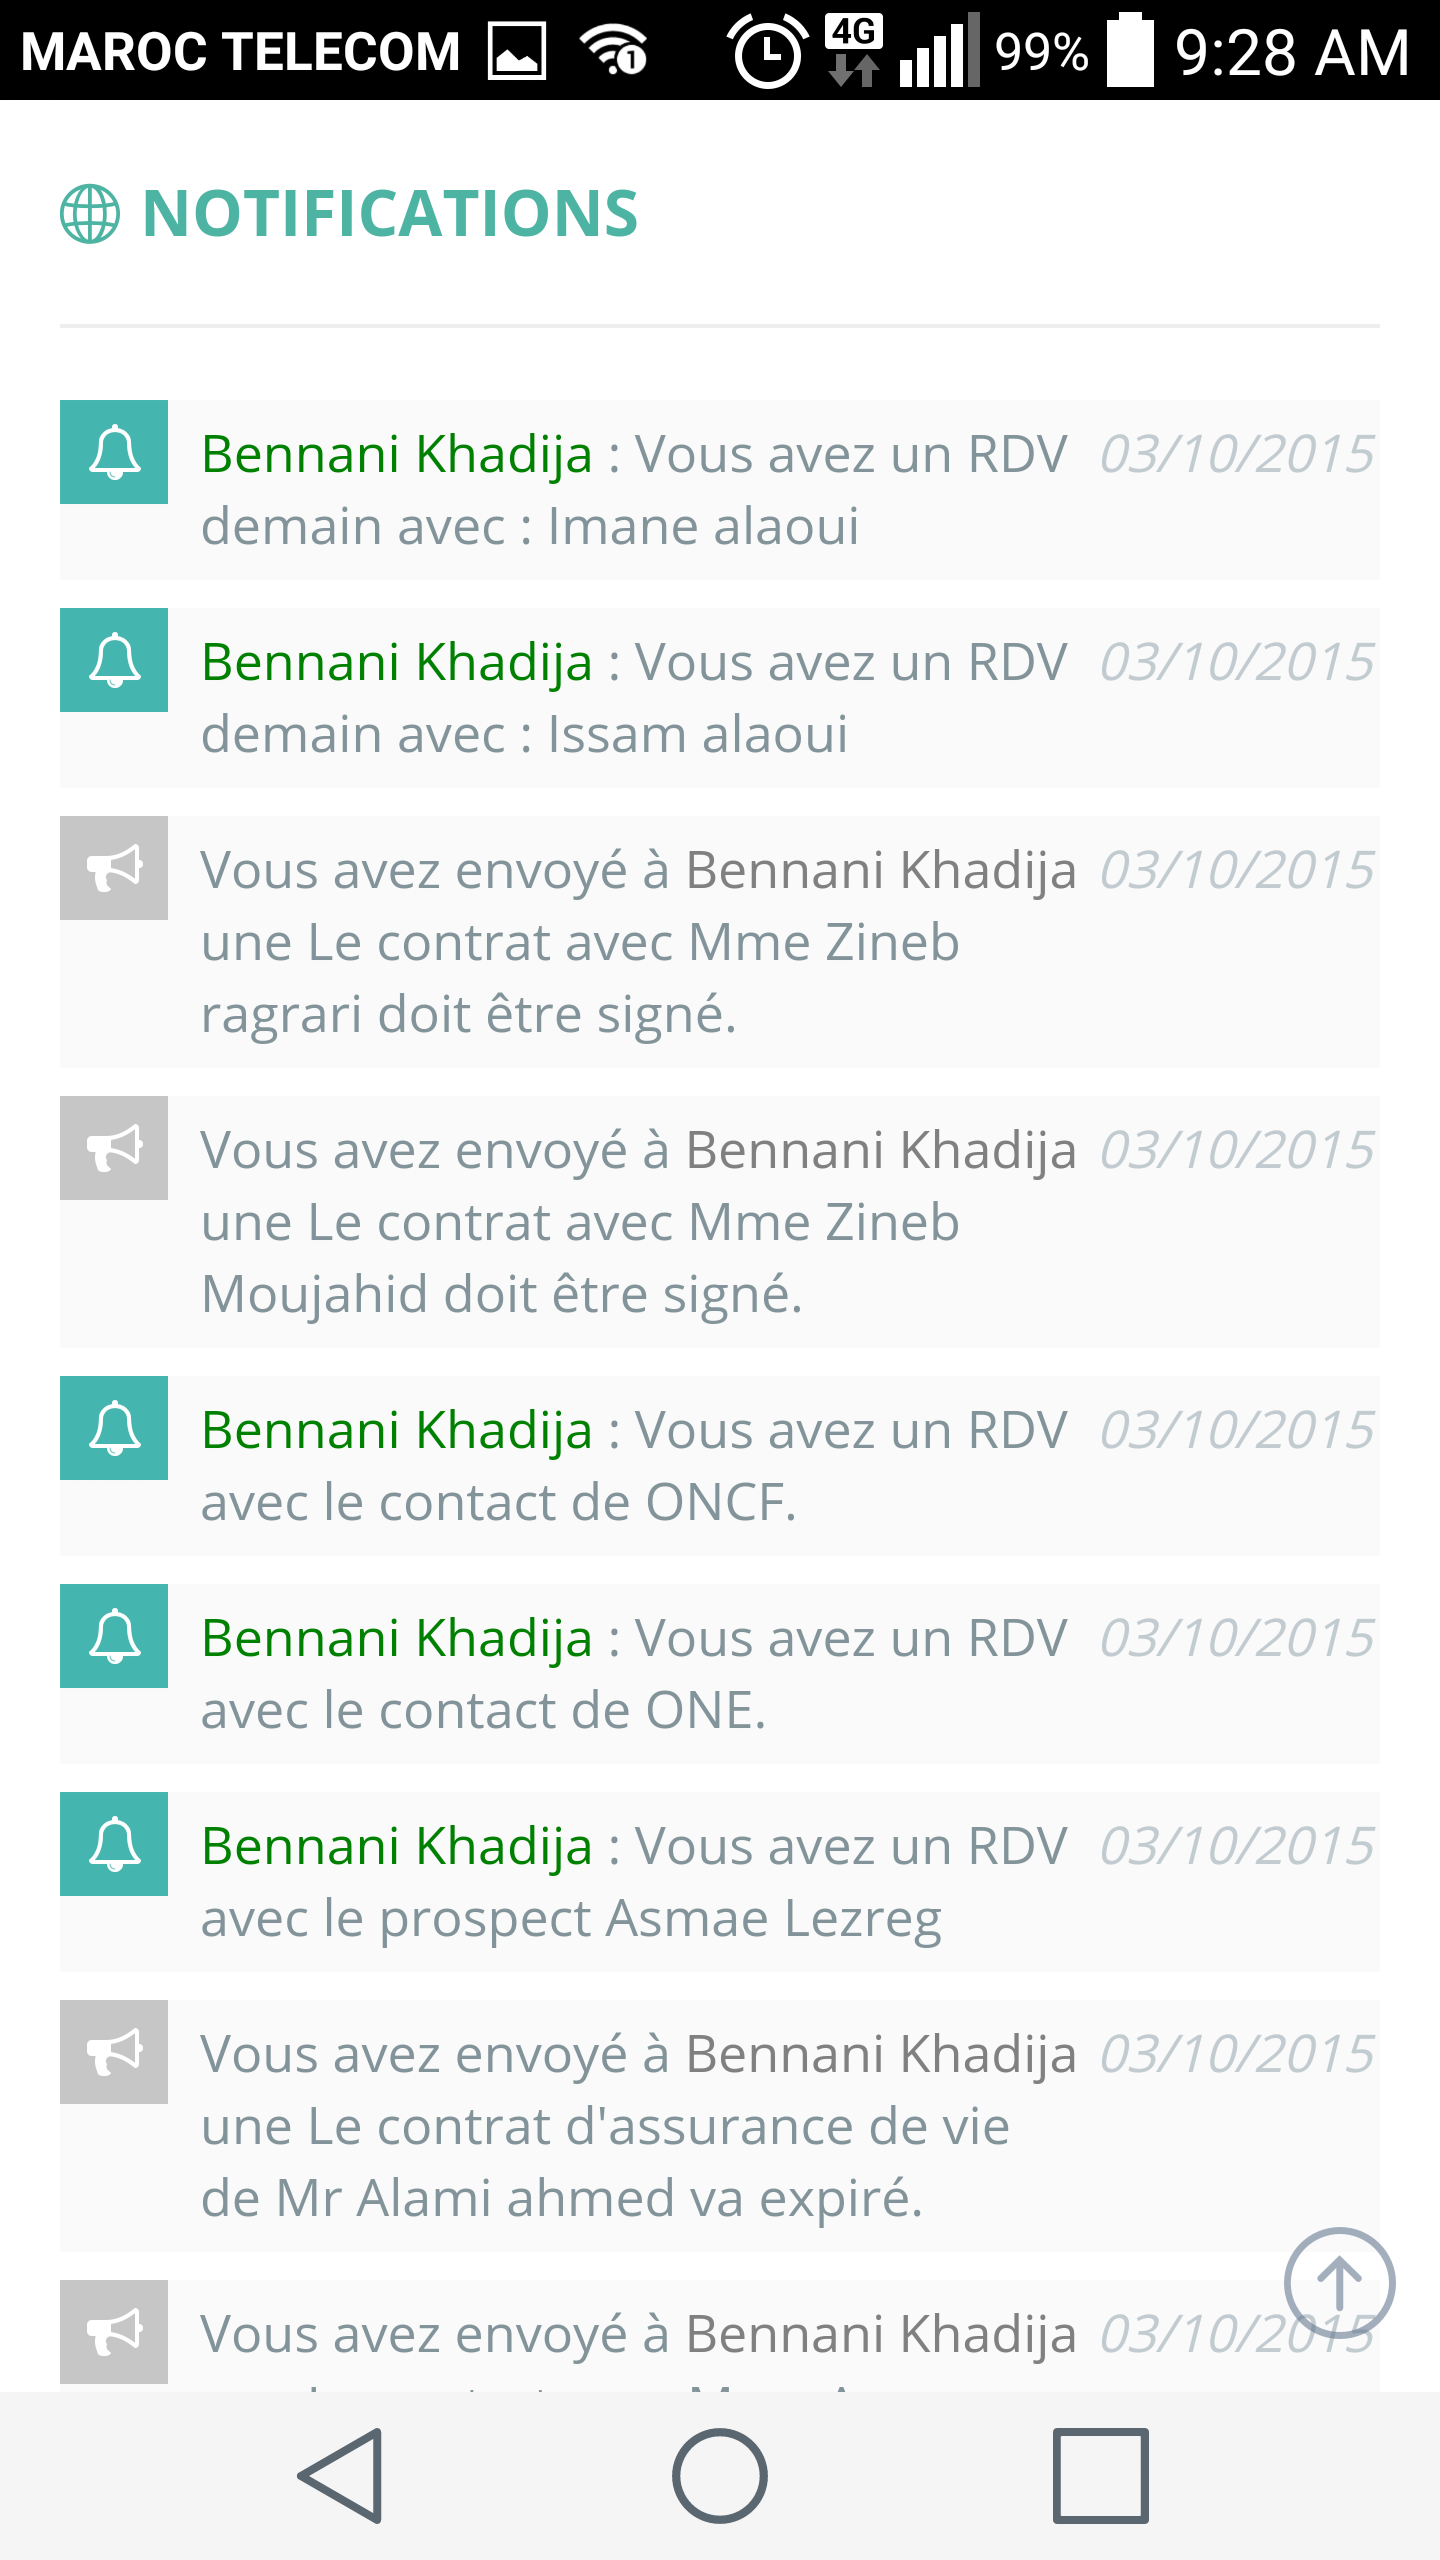 MAROC TELECOM 1 4G 99% 9:28 AM
NOTIFICATIONS
Bennani Khadija : Vous avez un RDV 03/10/2015
demain avec : Imane alaoui
Bennani Khadija : Vous avez un RDV 03/10/2015
demain avec : Issam alaoui
Vous avez envoyé à Bennani Khadija 03/10/2015
une Le contrat avec Mme Zineb
ragrari doit être signé.
Vous avez envoyé à Bennani Khadija 03/10/2015
une Le contrat avec Mme Zineb
Moujahid doit être signé.
Bennani Khadija : Vous avez un RDV 03/10/2015
avec le contact de ONCF.
Bennani Khadija : Vous avez un RDV 03/10/2015
avec le contact de ONE.
Bennani Khadija : Vous avez un RDV 03/10/2015
avec le prospect Asmae Lezreg
Vous avez envoyé à Bennani Khadija 03/10/2015
une Le contrat d'assurance de vie
de Mr Alami ahmed va expiré.
Vous avez envoyé à Bennani Khadija 03/10/2015